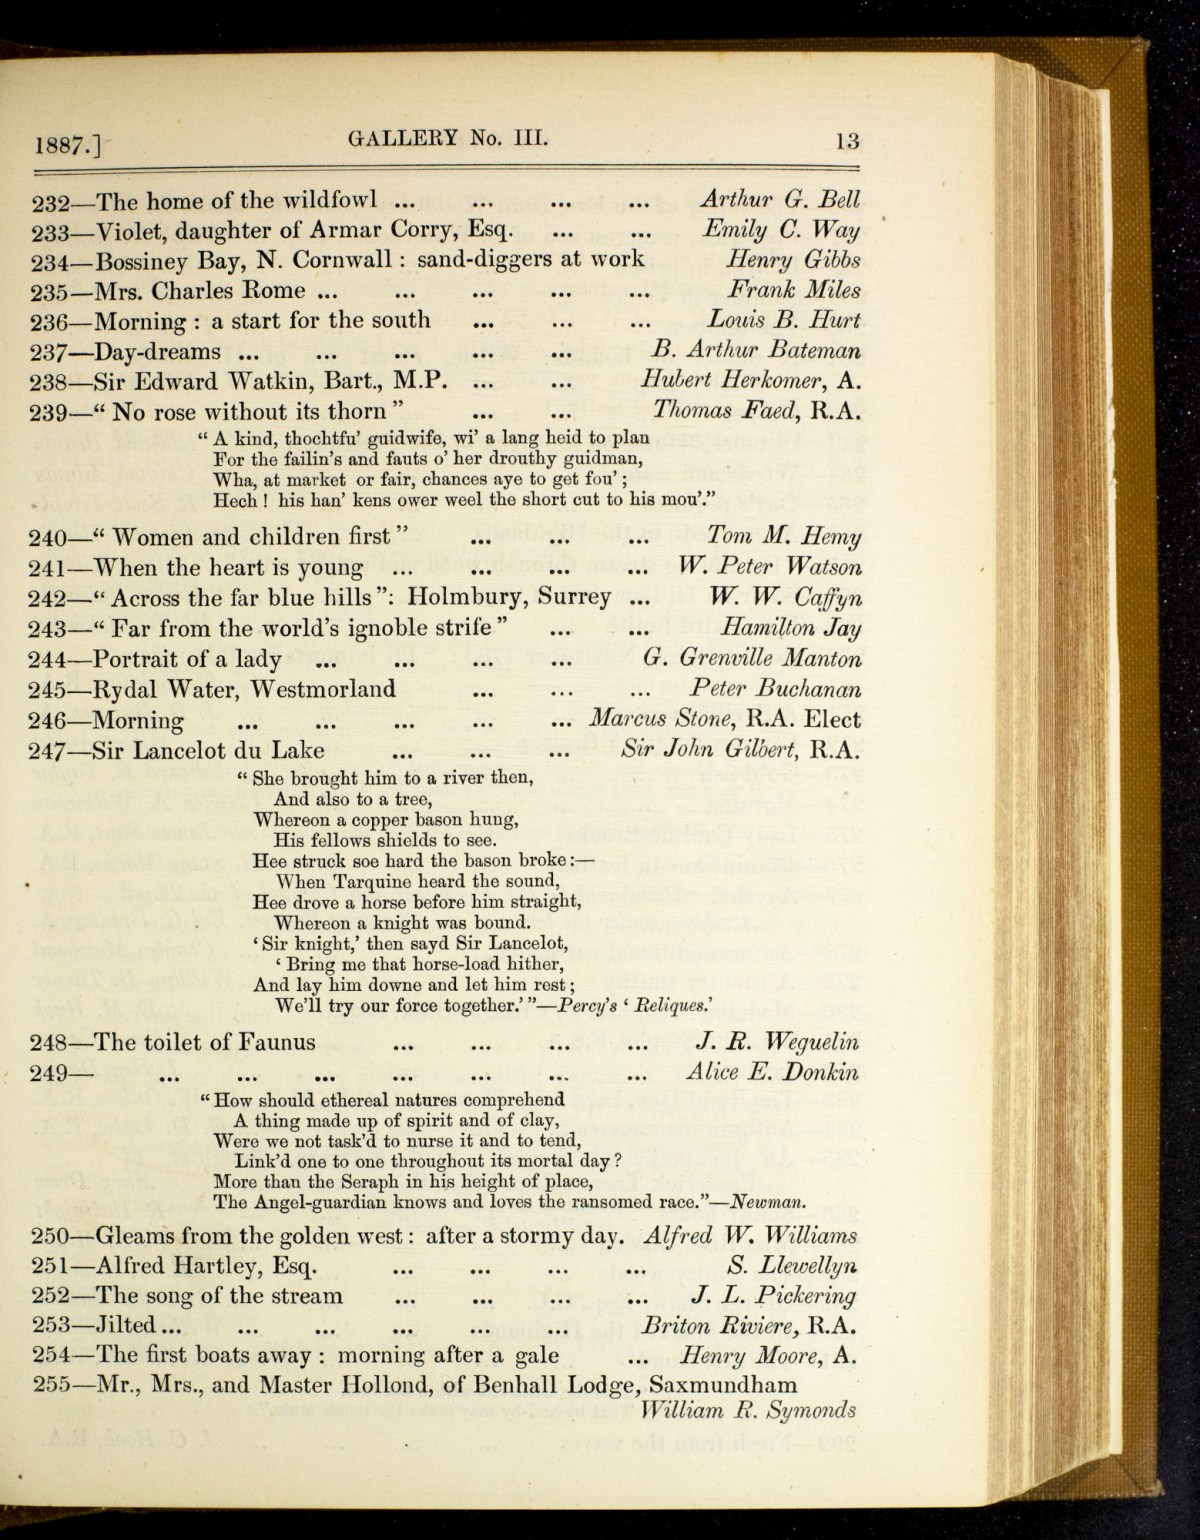 1887.] GALLERY No. III. 13
232—The home of the wildfowl ... ... ... ... Arthur G. Bell
233—Violet, daughter of Armar Corry, Esq. ... ... Emily C. Way
234—Bossiney Bay, N. Cornwall : sand-diggers at work Henry Gibbs
235—Mrs. Charles Rome ... ... ... ... ... Frank Miles
236—Morning : a start for the south ... ... ... Louis B. Hurt
237—Day-dreams ... ... ... ... ... B. Arthur Bateman
238—Sir Edward Watkin, Bart., M.P. ... ... Hubert Herkomer, A.
239—“ No rose without its thorn ” ... ... Thomas Faed, R.A.
“ A kind, thochtfu’ guidwife, wi’ a lang heid to plan
For the failin’s and fauts o’ her drouthy guidman,
Wha, at market or fair, chances aye to get fou’ ;
Hech ! his han’ kens ower weel the short cut to his mou’.”
240—“ Women and children first ” ... ... ... Tom M. Hemy
241—When the heart is young ... ... ... ... W. Peter Watson
242—“ Across the far blue hills ”: Holmbury, Surrey ... W. W. Caffyn
243—“ Far from the world’s ignoble strife ” ... ... Hamilton Jay
244—Portrait of a lady ... ... ... ... G. Grenville Manton
245—Rydal Water, Westmorland ... ... ... Peter Buchanan
246—Morning ... ... ... ... ... Marcus Stone, R.A. Elect
247—Sir Lancelot du Lake ... ... ... Sir John Gilbert, R.A.
“ She brought him to a river then,
And also to a tree,
Whereon a copper bason hung,
His fellows shields to see.
Hee struck soe hard the bason broke:—
When Tarquine heard the sound,
Hee drove a horse before him straight,
Whereon a knight was bound.
‘ Sir knight,’ then sayd Sir Lancelot,
‘ Bring me that horse-load hither,
And lay him downe and let him rest ;
We’ll try our force together.’ ”—Percy’s ‘ Reliques.’
248—The toilet of Faunus ... ... ... ... J. R. Weguelin
249— ... ... ... ... ... ... ... Alice E. Donkin
“ How should ethereal natures comprehend
A thing made up of spirit and of clay,
Were we not task’d to nurse it and to tend,
Link’d one to one throughout its mortal day ?
More than the Seraph in his height of place,
The Angel-guardian knows and loves the ransomed race.”—Newman.
250—Gleams from the golden west : after a stormy day. Alfred W. Williams
251—Alfred Hartley, Esq. ... ... ... ... S. Llewellyn
252—The song of the stream ... ... ... ... J. L. Pickering
253—Jilted ... ... ... ... ... ... Briton Riviere, R.A.
254—The first boats away : morning after a gale ... Henry Moore, A.
255—Mr., Mrs., and Master Hollond, of Benhall Lodge, Saxmundham
William R. Symonds